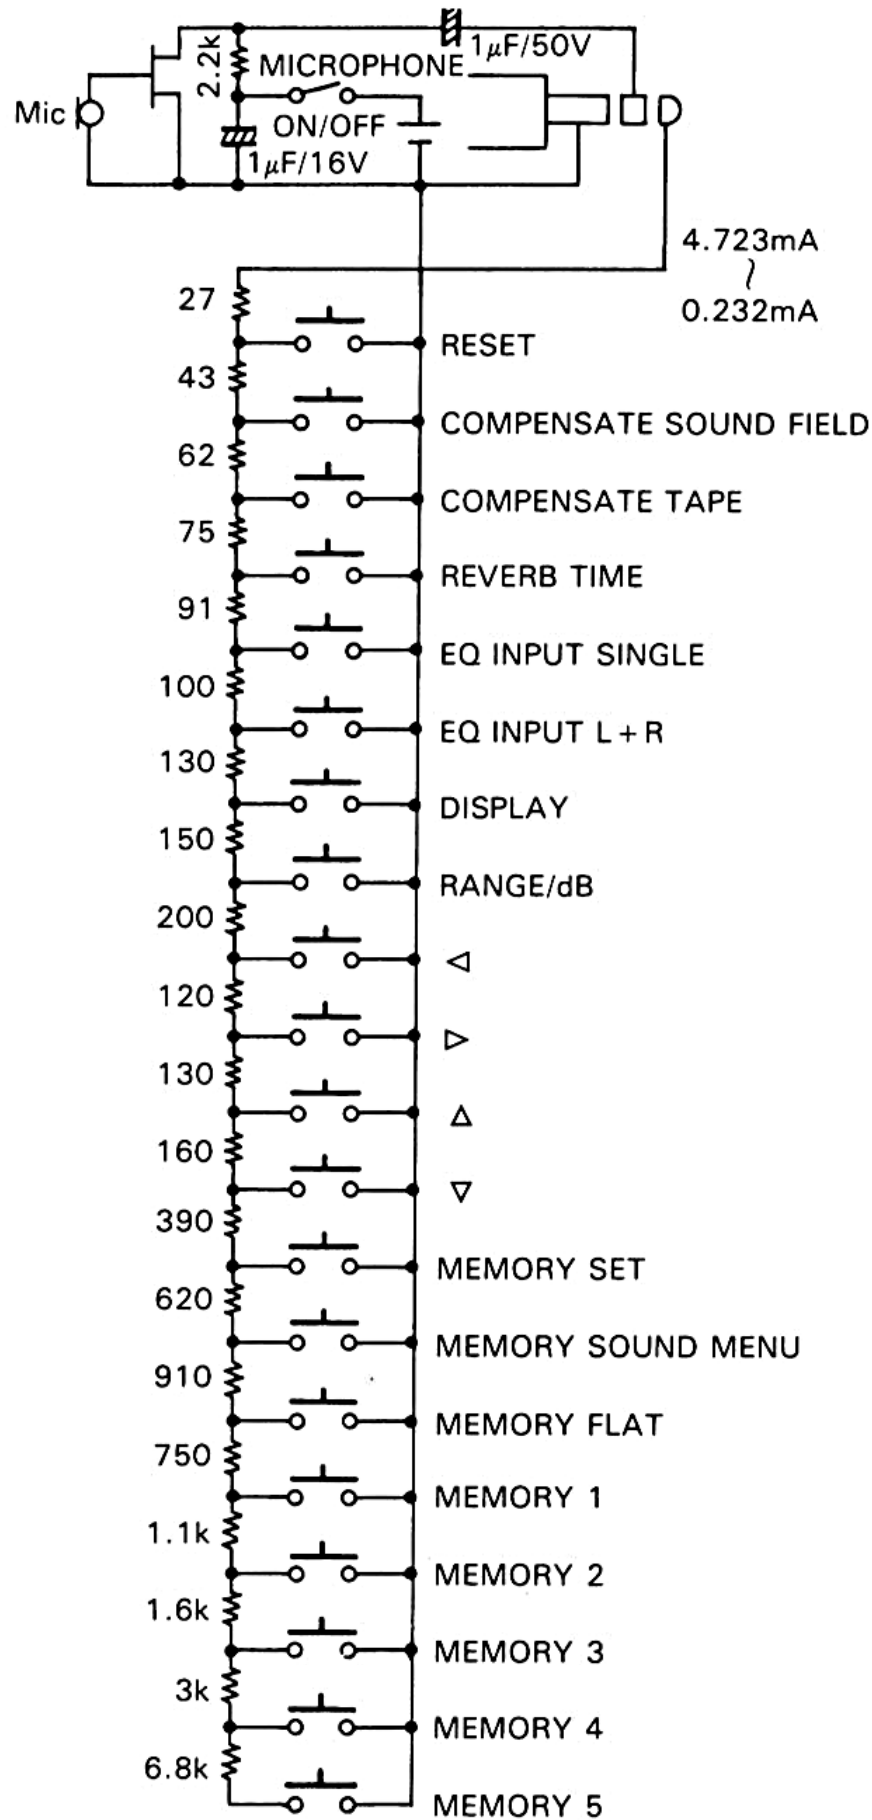 1μF/50V
2.2k
MICROPHONE
Mic
ON/OFF
1μF/16V
4.723mA
~
0.232mA
27
RESET
43
COMPENSATE SOUND FIELD
62
COMPENSATE TAPE
75
REVERB TIME
91
EQ INPUT SINGLE
100
EQ INPUT L+R
130
DISPLAY
150
RANGE/dB
200
◁
120
▷
130
△
160
▽
390
MEMORY SET
620
MEMORY SOUND MENU
910
MEMORY FLAT
750
MEMORY 1
1.1k
MEMORY 2
1.6k
MEMORY 3
3k
MEMORY 4
6.8k
MEMORY 5